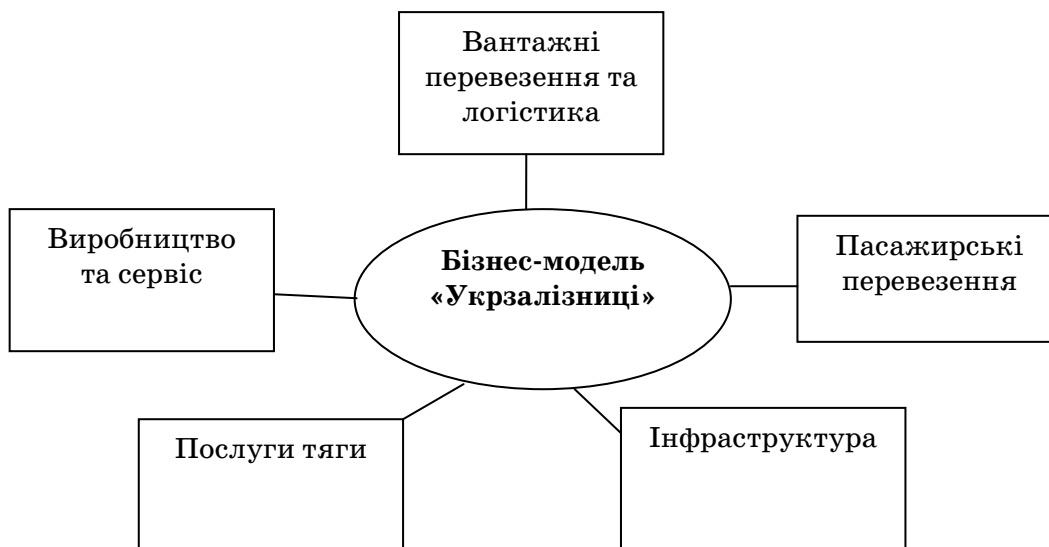 Вантажні
перевезення та
логістика
Виробництво
та сервіс
Бізнес-модель
«Укрзалізниці»
Пасажирські
перевезення
Послуги тяги
Інфраструктура